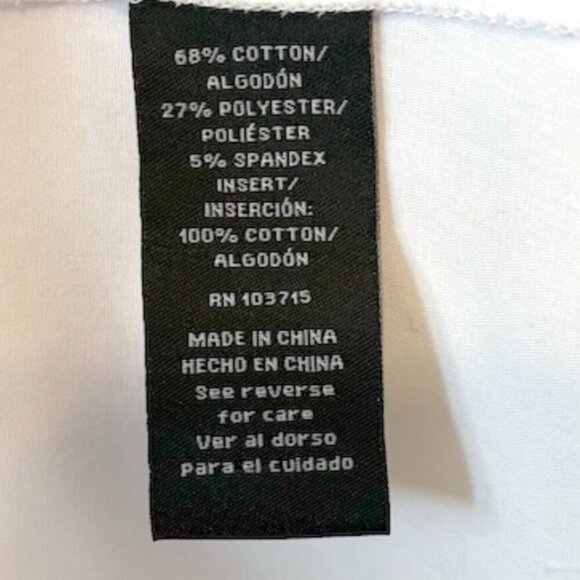 68% COTTON/
ALGODÓN
27% POLYESTER/
POLIÉSTER
5% SPANDEX
INSERT/
INSERCIÓN:
100% COTTON/
ALGODÓN
RN 103715
MADE IN CHINA
HECHO EN CHINA
See reverse
for care
Ver al dorso
para el cuidado